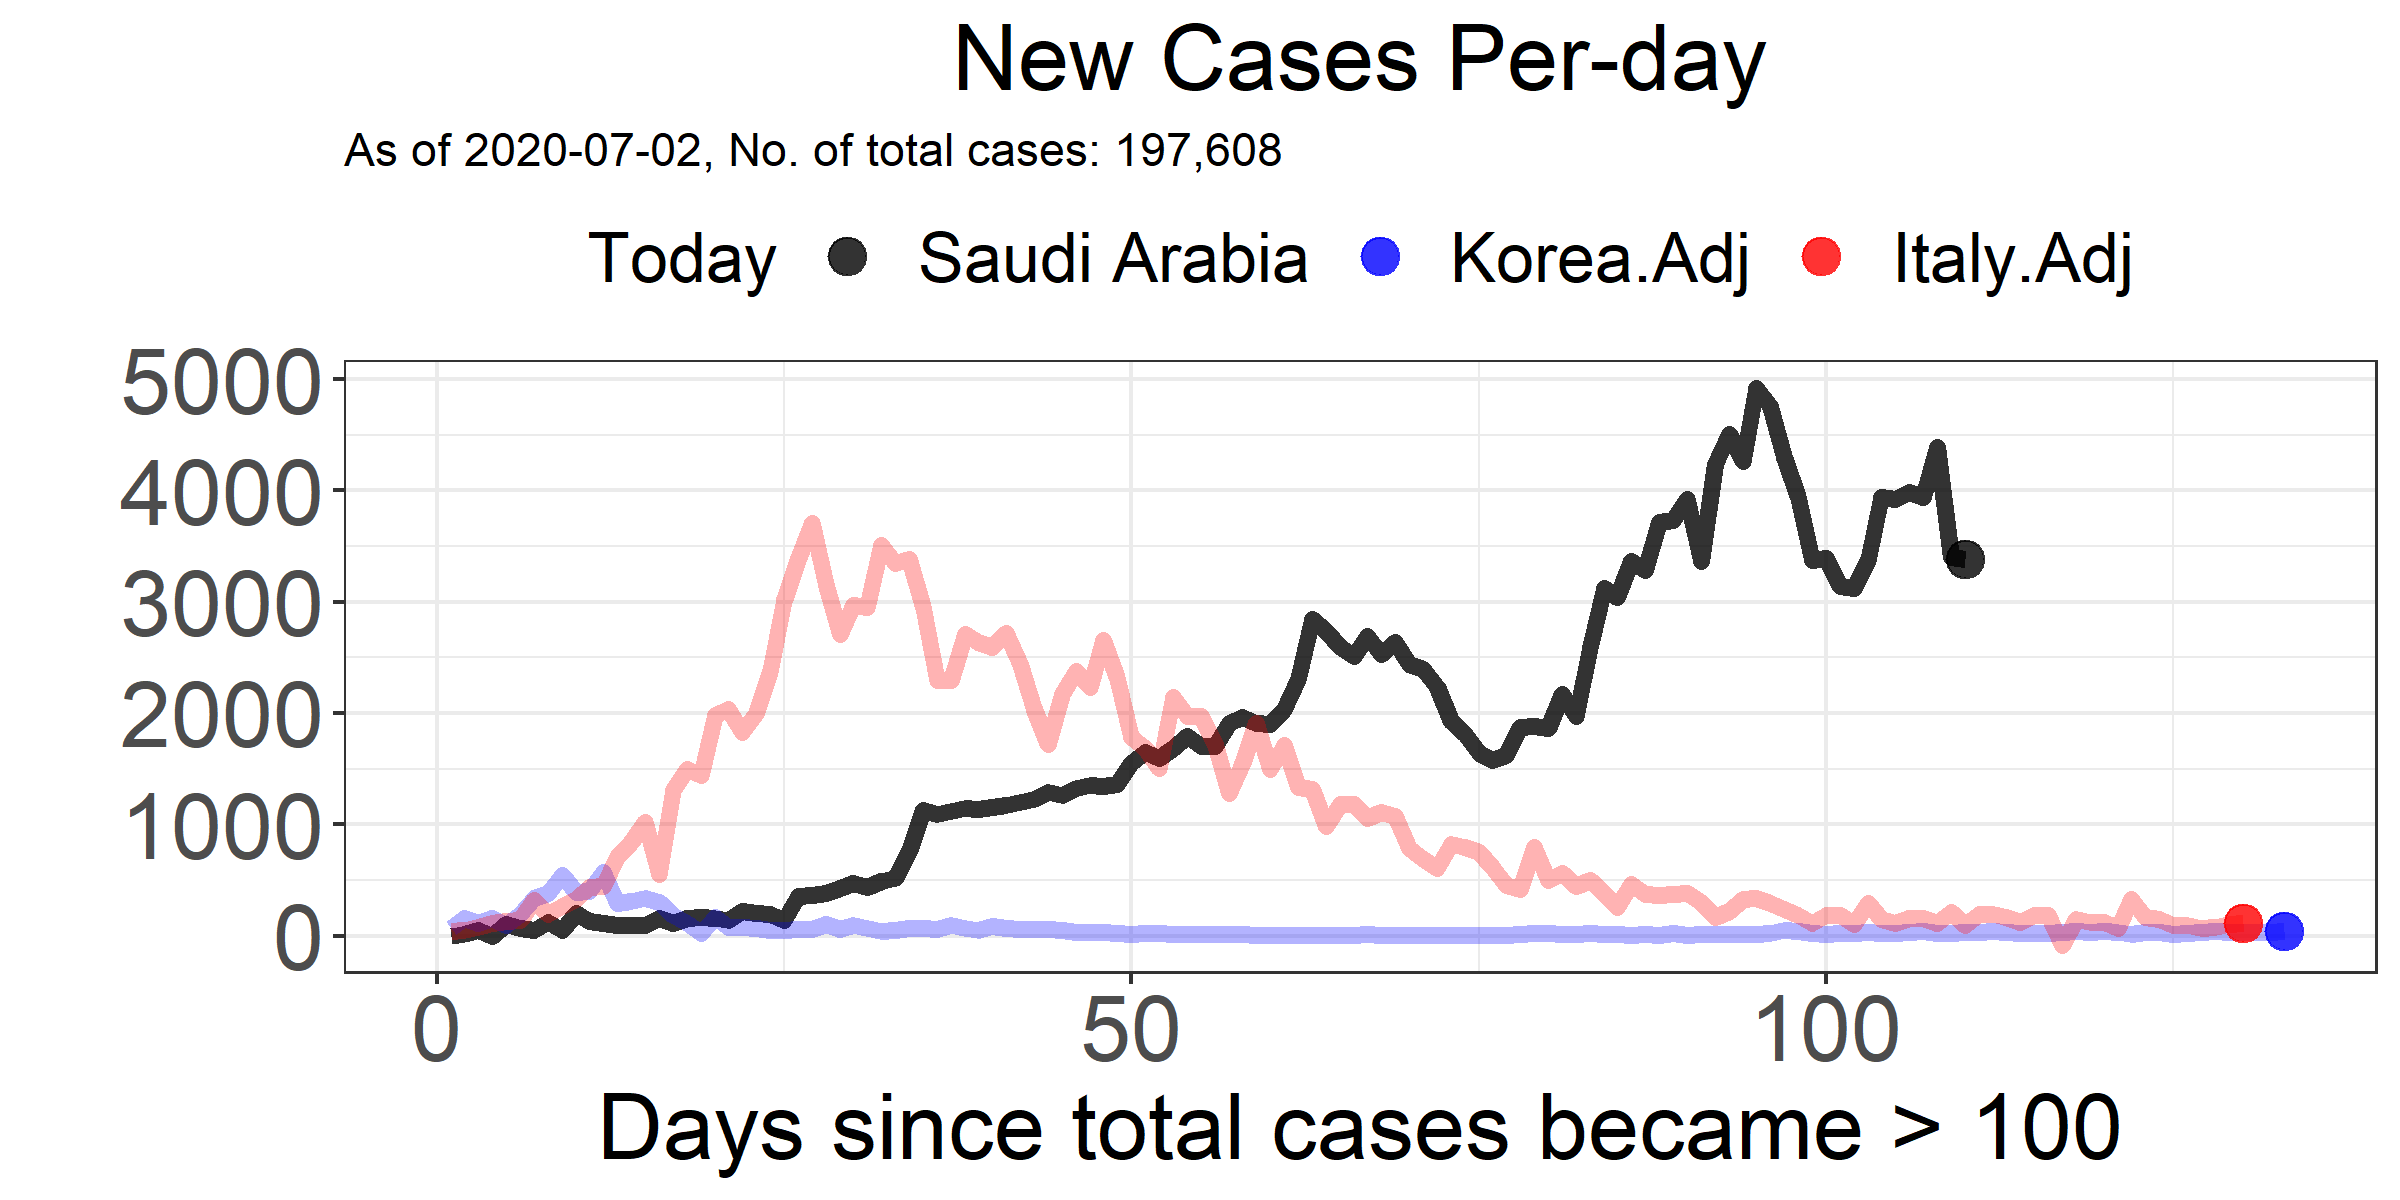 New Cases Per-day
As of 2020-07-02, No. of total cases: 197,608
Today Saudi Arabia Korea.Adj Italy.Adj
5000
4000
3000
2000
1000
0
0 50 100
Days since total cases became > 100